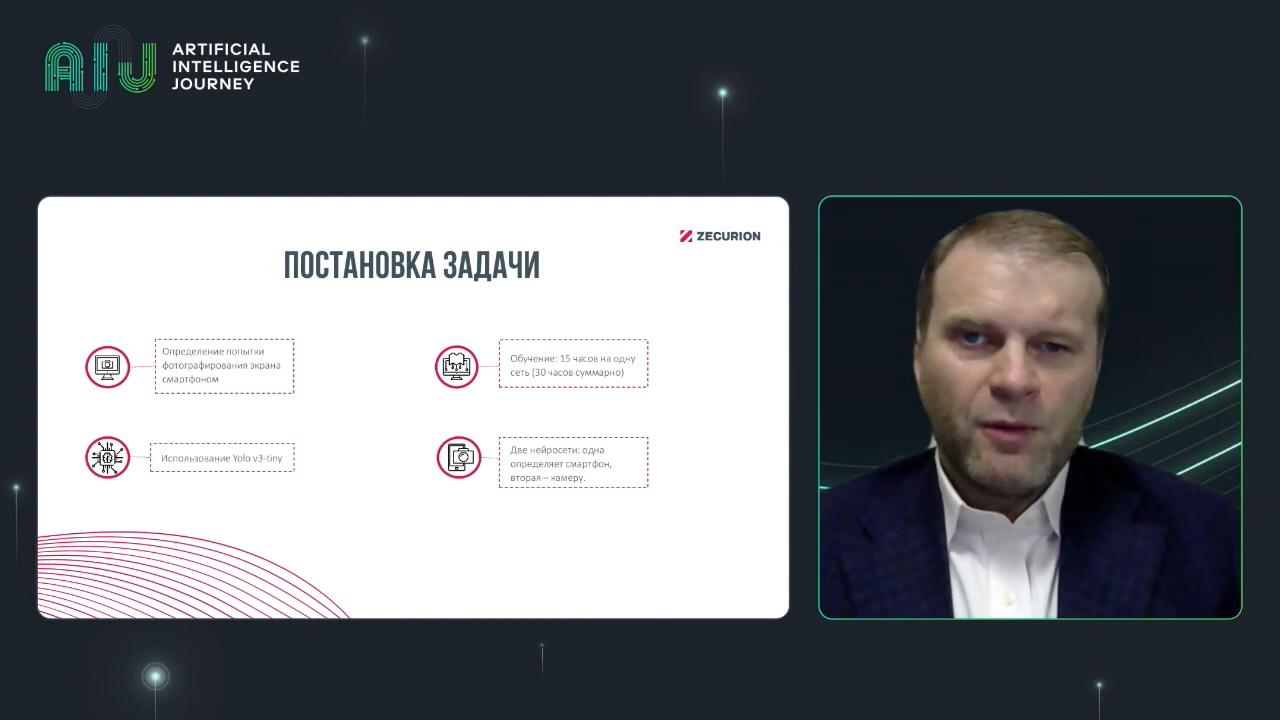 ARTIFICIAL
INTELLIGENCE
JOURNEY
ZECURION
ПОСТАНОВКА ЗАДАЧИ
Определение попытки
фотографирования экрана
смартфоном
Обучение: 15 часов на одну
сеть (30 часов суммарно)
Использование Yolo v3-tiny
Две нейросети: одна
определяет смартфон,
вторая – камеру.